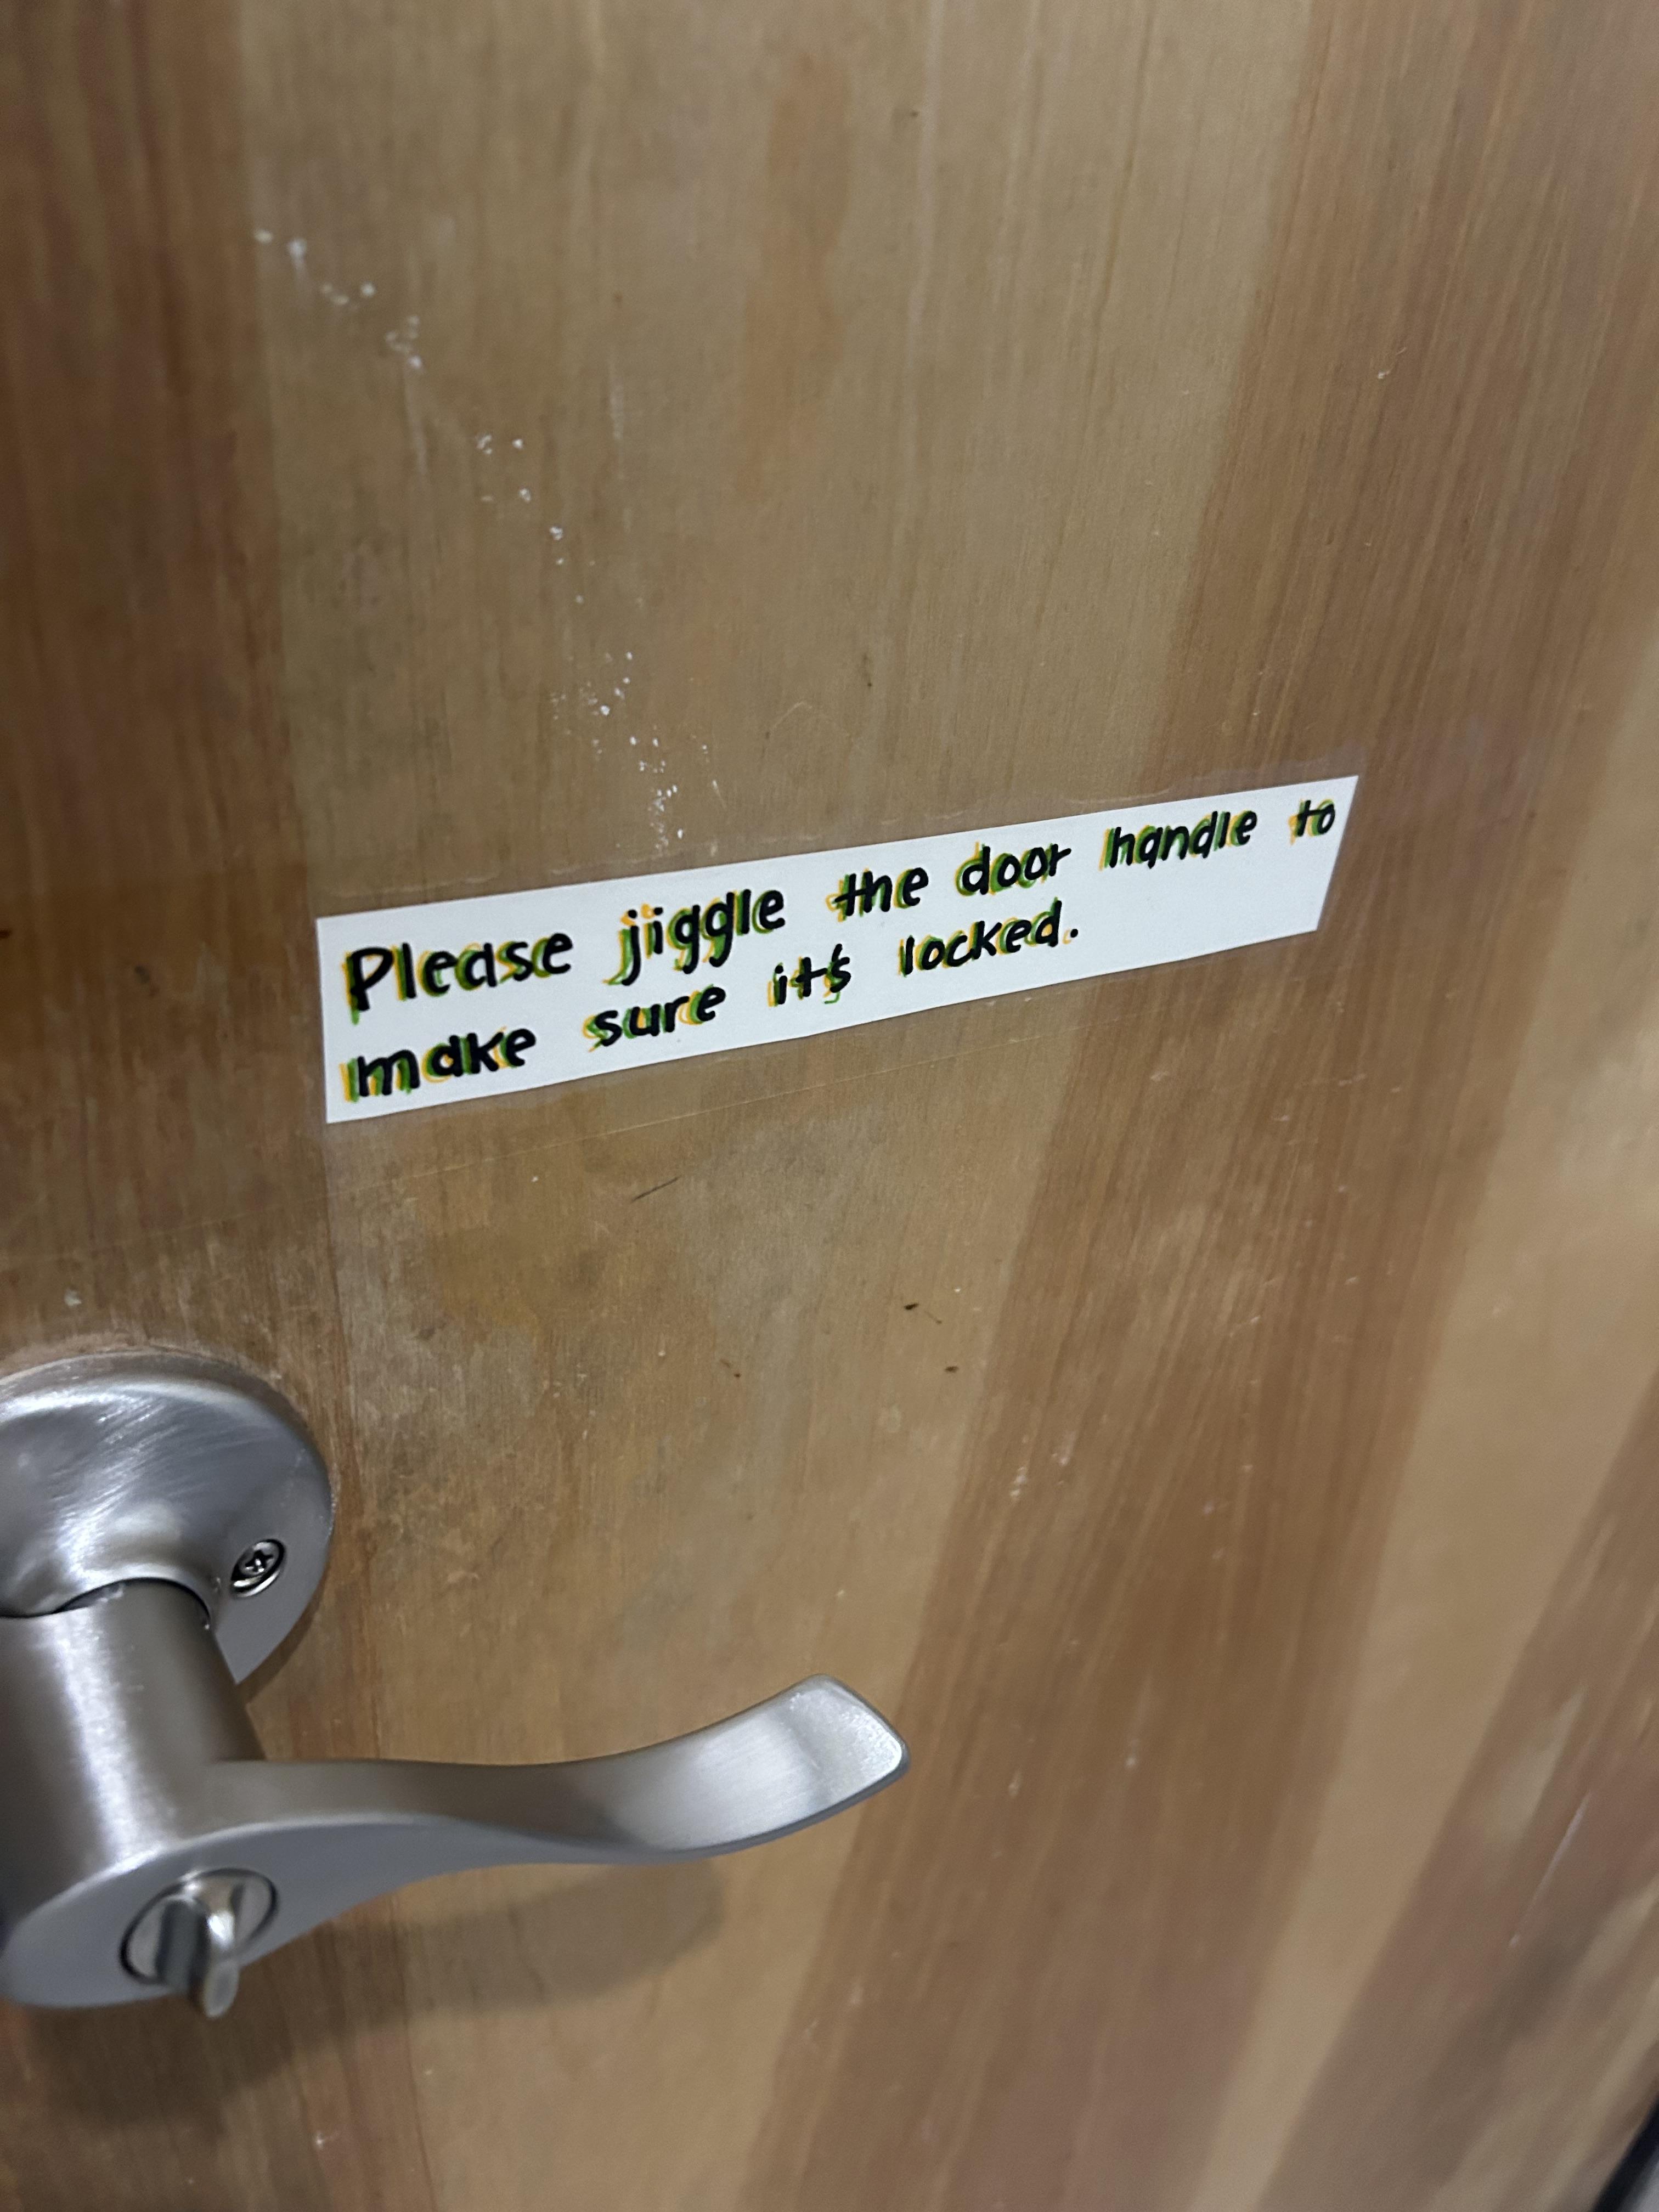 Please jiggle the door handle to
make sure it's locked.